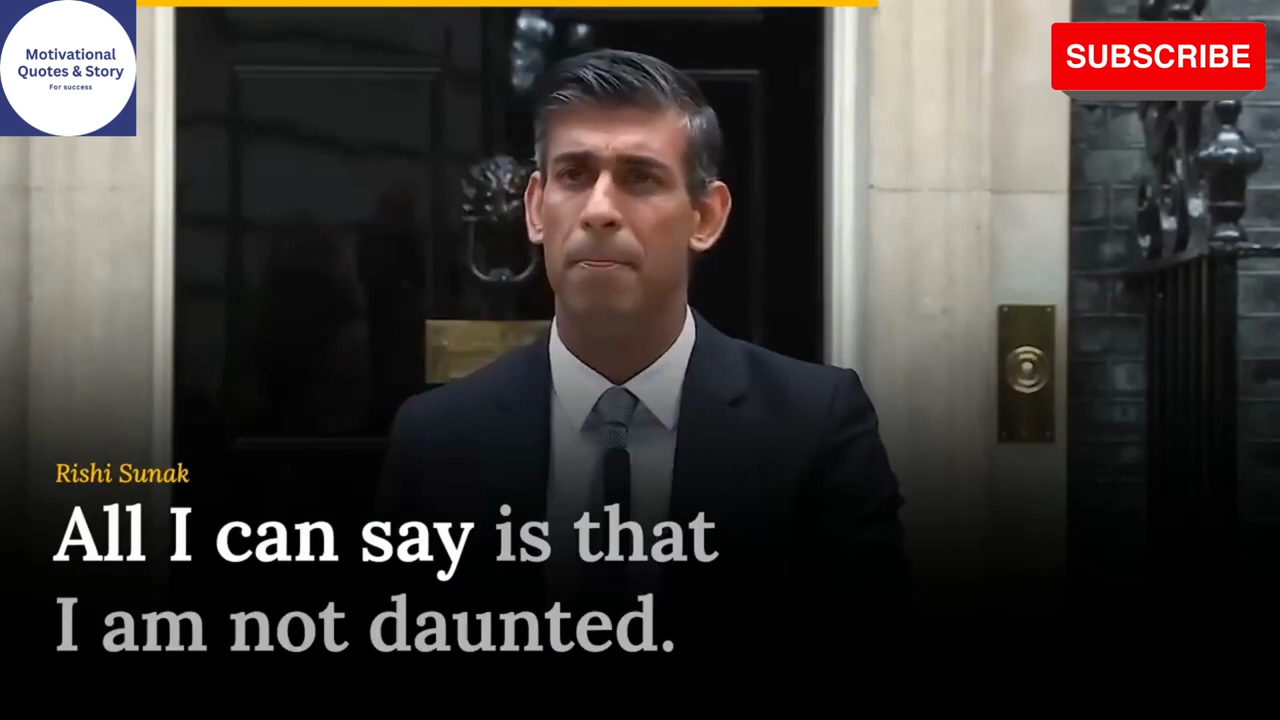 Motivational
Quotes & Story
For success
SUBSCRIBE
Rishi Sunak
All I can say is that
I am not daunted.